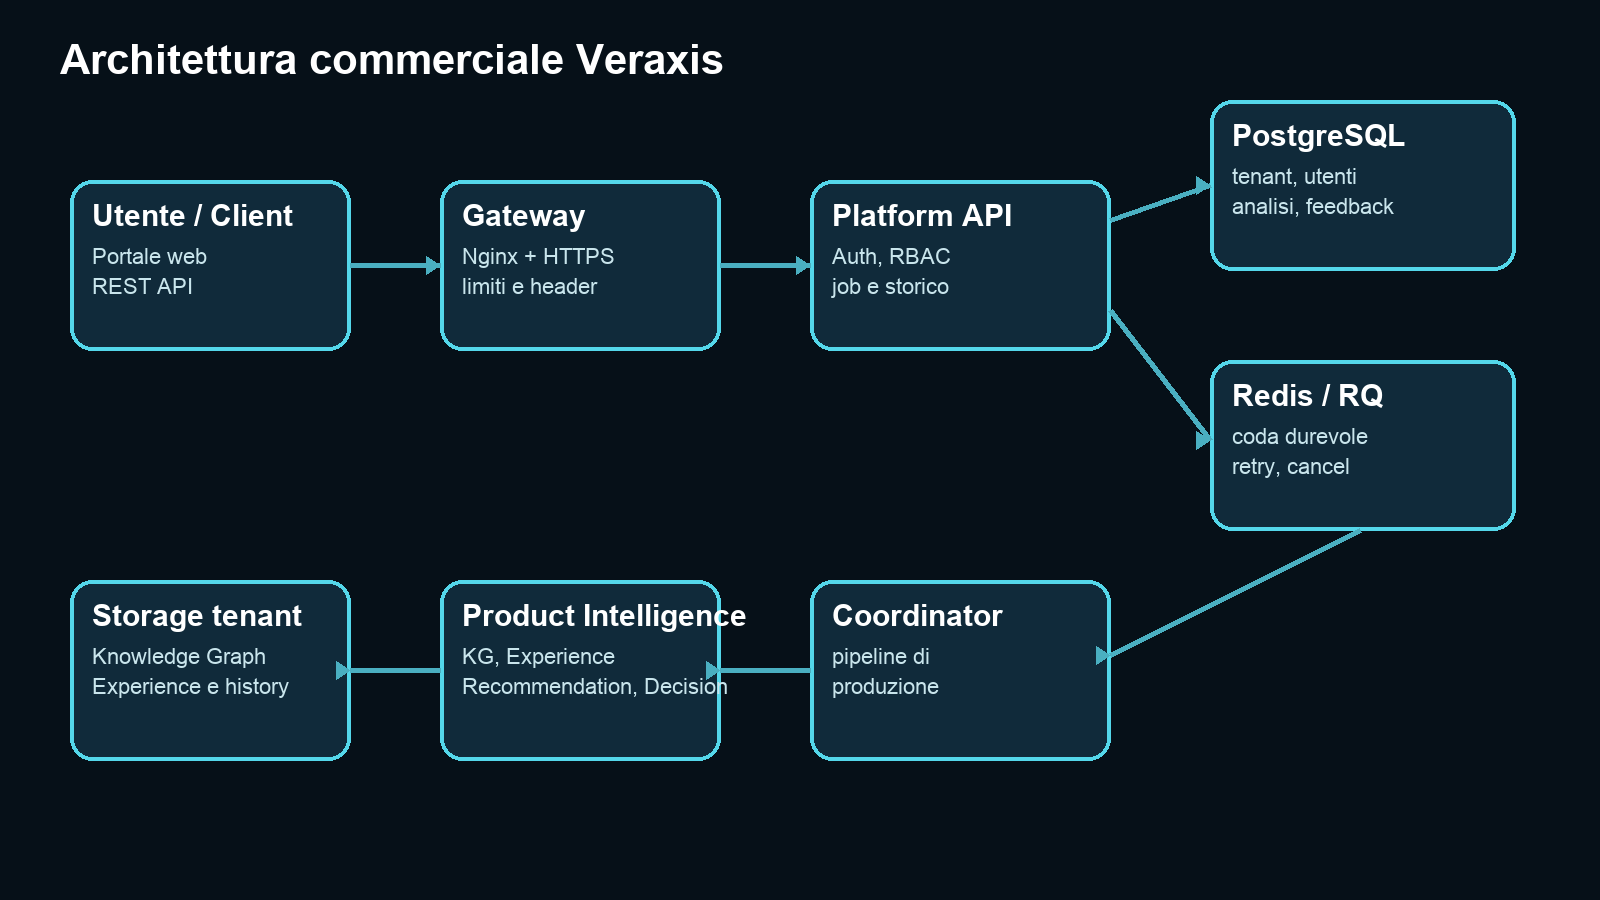 Architettura commerciale Veraxis
Utente / Client
Portale web
REST API
Gateway
Nginx + HTTPS
limiti e header
Platform API
Auth, RBAC
job e storico
PostgreSQL
tenant, utenti
analisi, feedback
Redis / RQ
coda durevole
retry, cancel
Storage tenant
Knowledge Graph
Experience e history
Product Intelligence
KG, Experience
Recommendation, Decision
Coordinator
pipeline di
produzione